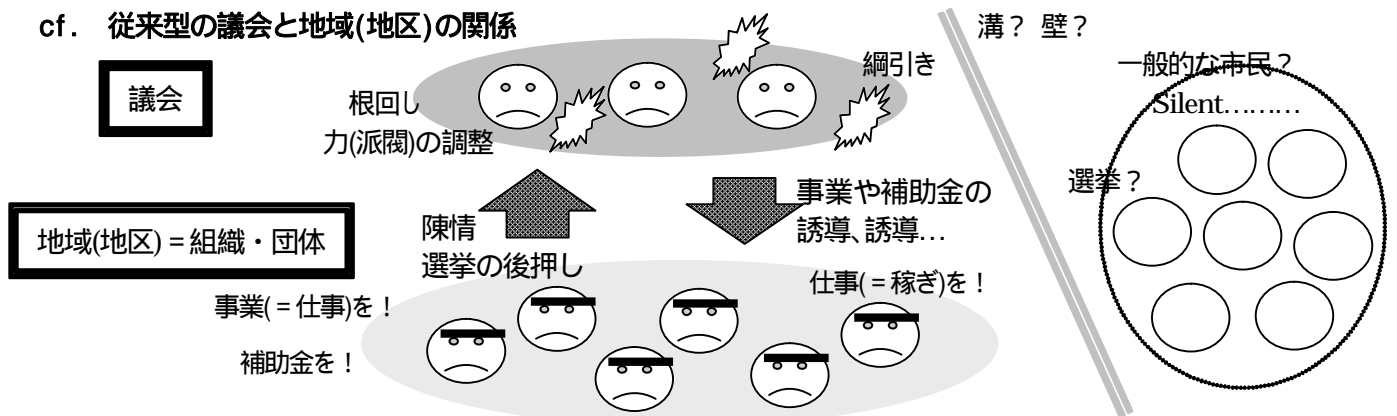 cf. 従来型の議会と地域(地区)の関係
議会
根回し
力(派閥)の調整
綱引き
溝? 壁?
一般的な市民?
Silent………
選挙?
地域(地区)=組織・団体
陳情
選挙の後押し
事業や補助金の
誘導、誘導…
事業(=仕事)を!
補助金を!
仕事(=稼ぎ)を!